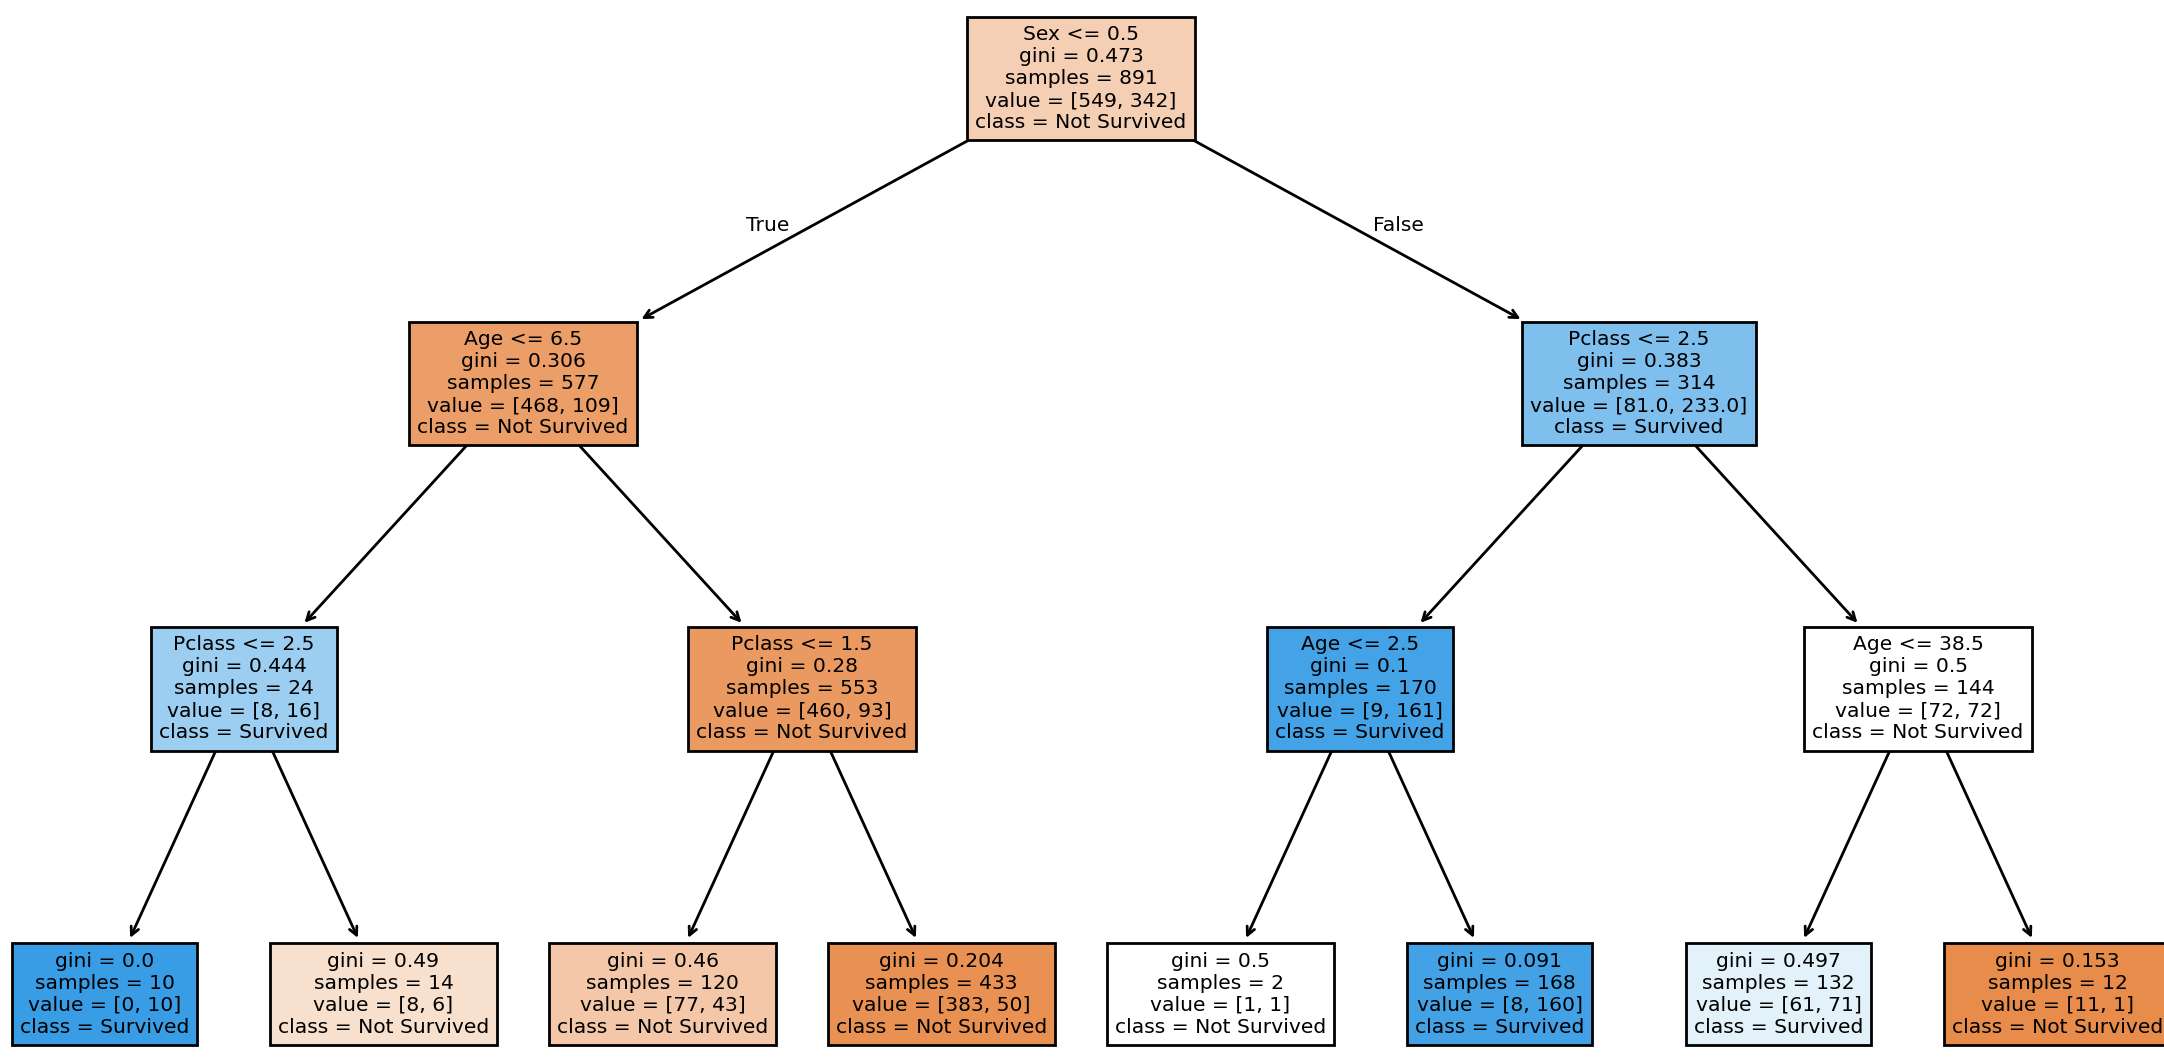 Sex <= 0.5
gini = 0.473
samples = 891
value = [549, 342]
class = Not Survived
True
False
Age <= 6.5
gini = 0.306
samples = 577
value = [468, 109]
class = Not Survived
Pclass <= 2.5
gini = 0.383
samples = 314
value = [81.0, 233.0]
class = Survived
Pclass <= 2.5
gini = 0.444
samples = 24
value = [8, 16]
class = Survived
Pclass <= 1.5
gini = 0.28
samples = 553
value = [460, 93]
class = Not Survived
Age <= 2.5
gini = 0.1
samples = 170
value = [9, 161]
class = Survived
Age <= 38.5
gini = 0.5
samples = 144
value = [72, 72]
class = Not Survived
gini = 0.0
samples = 10
value = [0, 10]
class = Survived
gini = 0.49
samples = 14
value = [8, 6]
class = Not Survived
gini = 0.46
samples = 120
value = [77, 43]
class = Not Survived
gini = 0.204
samples = 433
value = [383, 50]
class = Not Survived
gini = 0.5
samples = 2
value = [1, 1]
class = Not Survived
gini = 0.091
samples = 168
value = [8, 160]
class = Survived
gini = 0.497
samples = 132
value = [61, 71]
class = Survived
gini = 0.153
samples = 12
value = [11, 1]
class = Not Survived